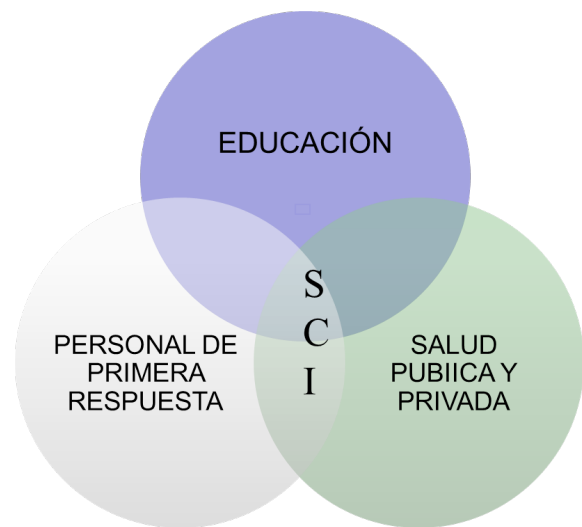 EDUCACIÓN
S
C
I
PERSONAL DE
PRIMERA
RESPUESTA
SALUD
PUBIICA Y
PRIVADA